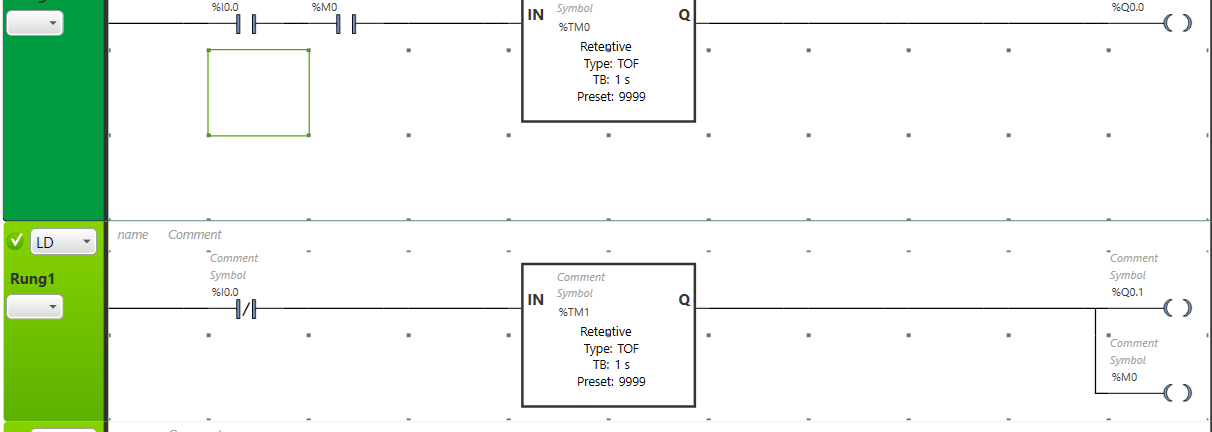 %I0.0 %M0 %Q0.0
IN Symbol Q
%TM0
Retentive
Type: TOF
TB: 1 s
Preset: 9999
LD name Comment
Rung1
Comment
Symbol
%I0.0
Comment
IN Symbol Q
%TM1
Retentive
Type: TOF
TB: 1 s
Preset: 9999
Comment
Symbol
%Q0.1
Comment
Symbol
%M0